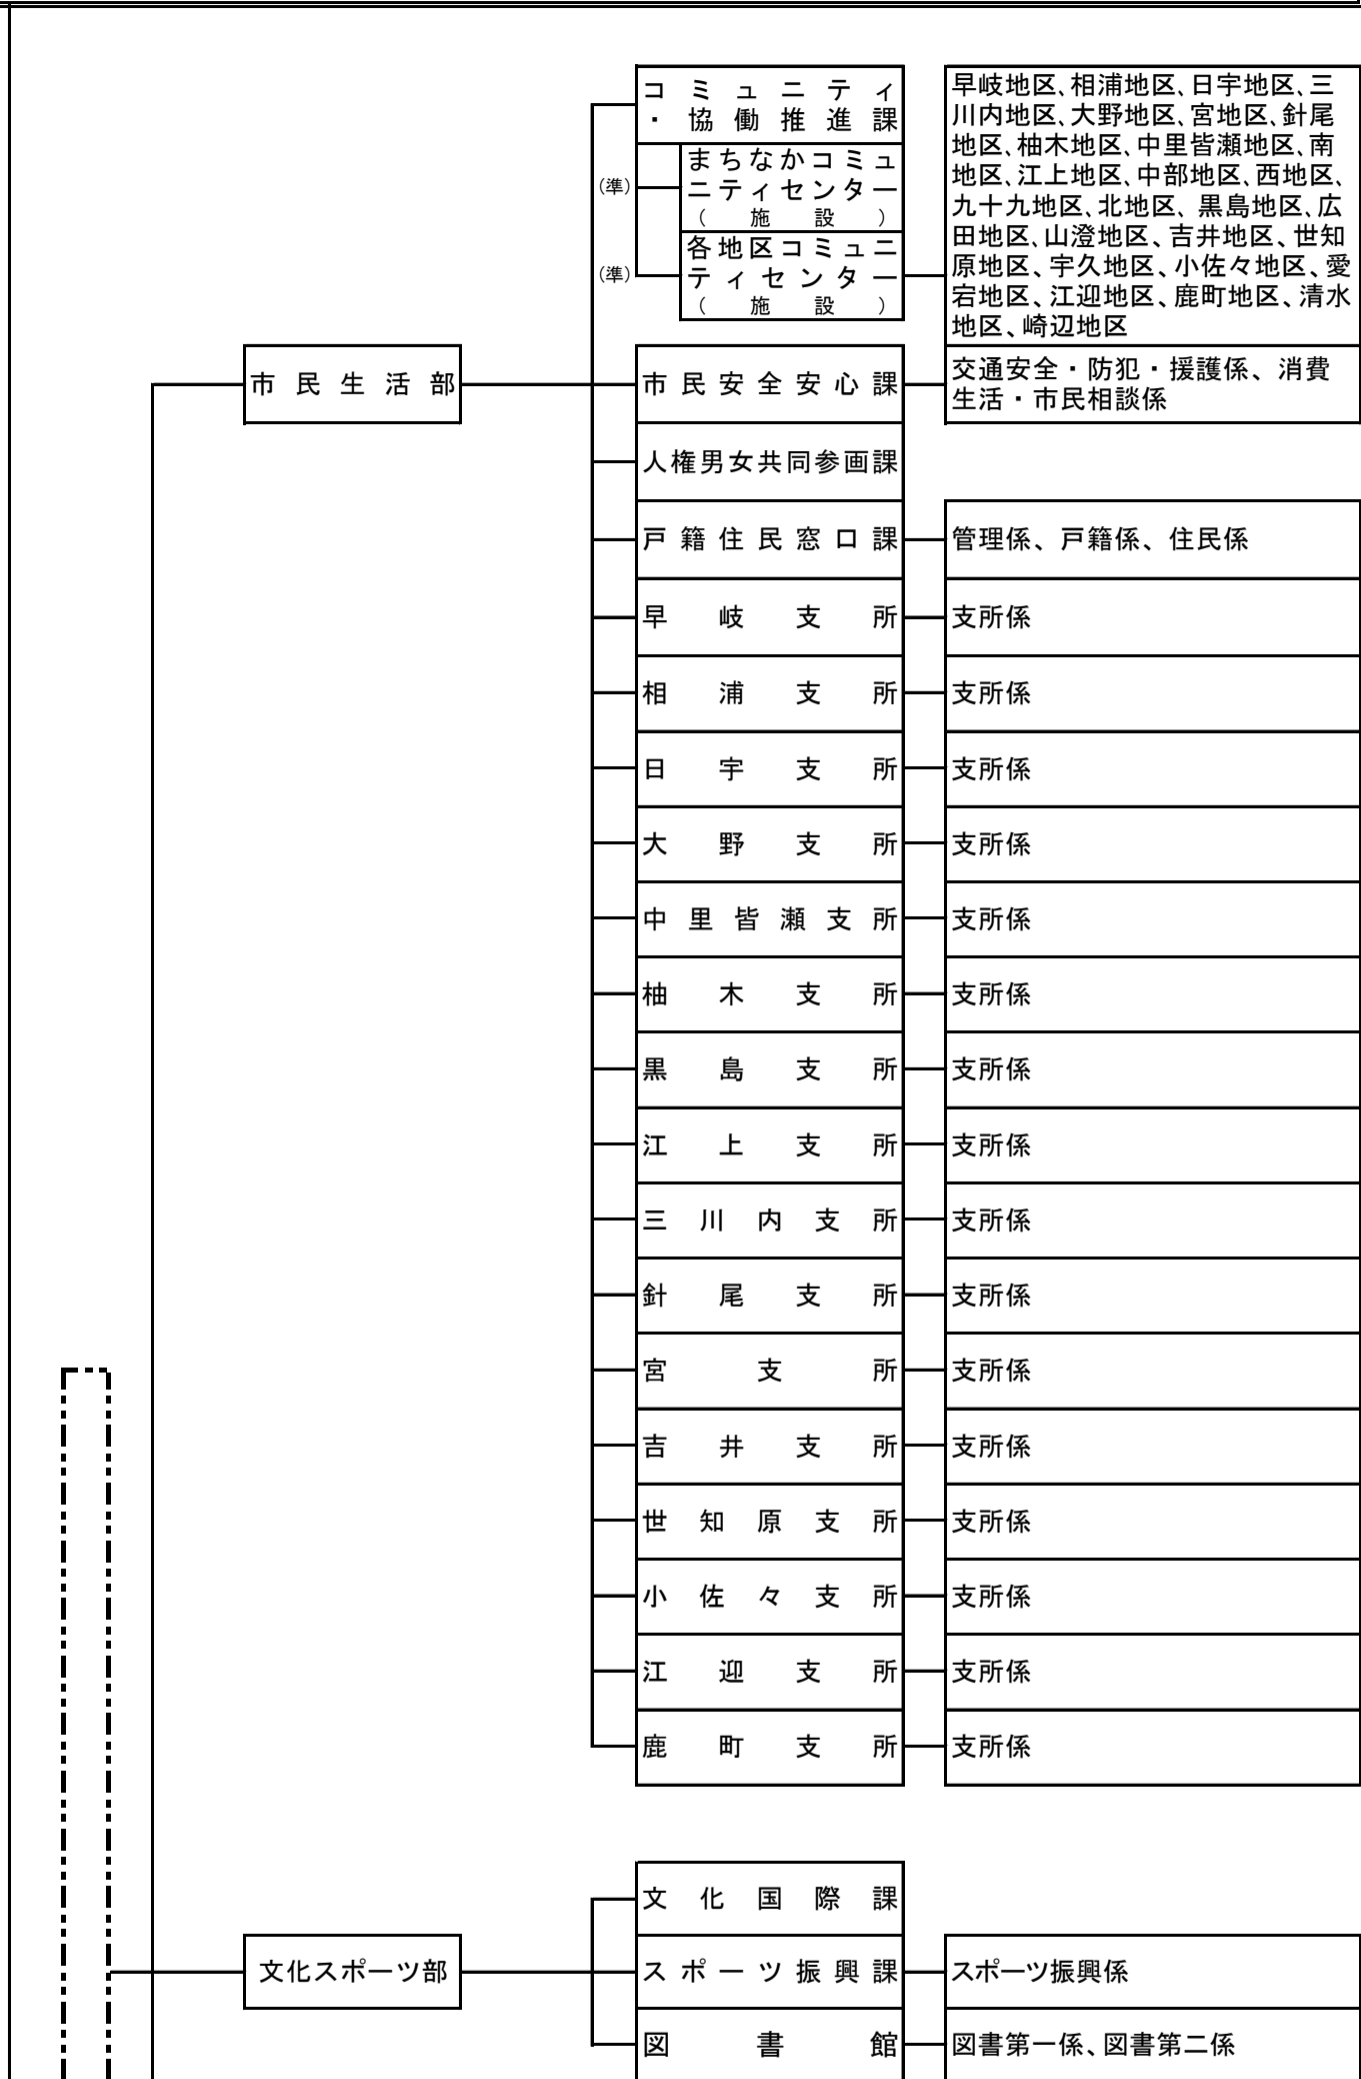 コミュニティ
・協働推進課
(準)
まちなかコミュ
ニティセンター
(施設)
(準)
各地区コミュニ
ティセンター
(施設)
早岐地区、相浦地区、日宇地区、三
川内地区、大野地区、宮地区、針尾
地区、柚木地区、中里皆瀬地区、南
地区、江上地区、中部地区、西地区、
九十九地区、北地区、黒島地区、広
田地区、山澄地区、吉井地区、世知
原地区、宇久地区、小佐々地区、愛
宕地区、江迎地区、鹿町地区、清水
地区、崎辺地区
市民生活部
市民安全安心課
交通安全・防犯・援護係、消費
生活・市民相談係
人権男女共同参画課
戸籍住民窓口課
管理係、戸籍係、住民係
早岐支所
支所係
相浦支所
支所係
日宇支所
支所係
大野支所
支所係
中里皆瀬支所
支所係
柚木支所
支所係
黒島支所
支所係
江上支所
支所係
三川内支所
支所係
針尾支所
支所係
宮支所
支所係
吉井支所
支所係
世知原支所
支所係
小佐々支所
支所係
江迎支所
支所係
鹿町支所
支所係
文化国際課
文化スポーツ部
スポーツ振興課
スポーツ振興係
図書館
図書第一係、図書第二係